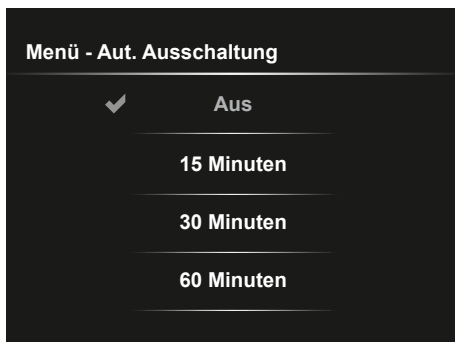 Menü - Aut. Ausschaltung
Aus
15 Minuten
30 Minuten
60 Minuten